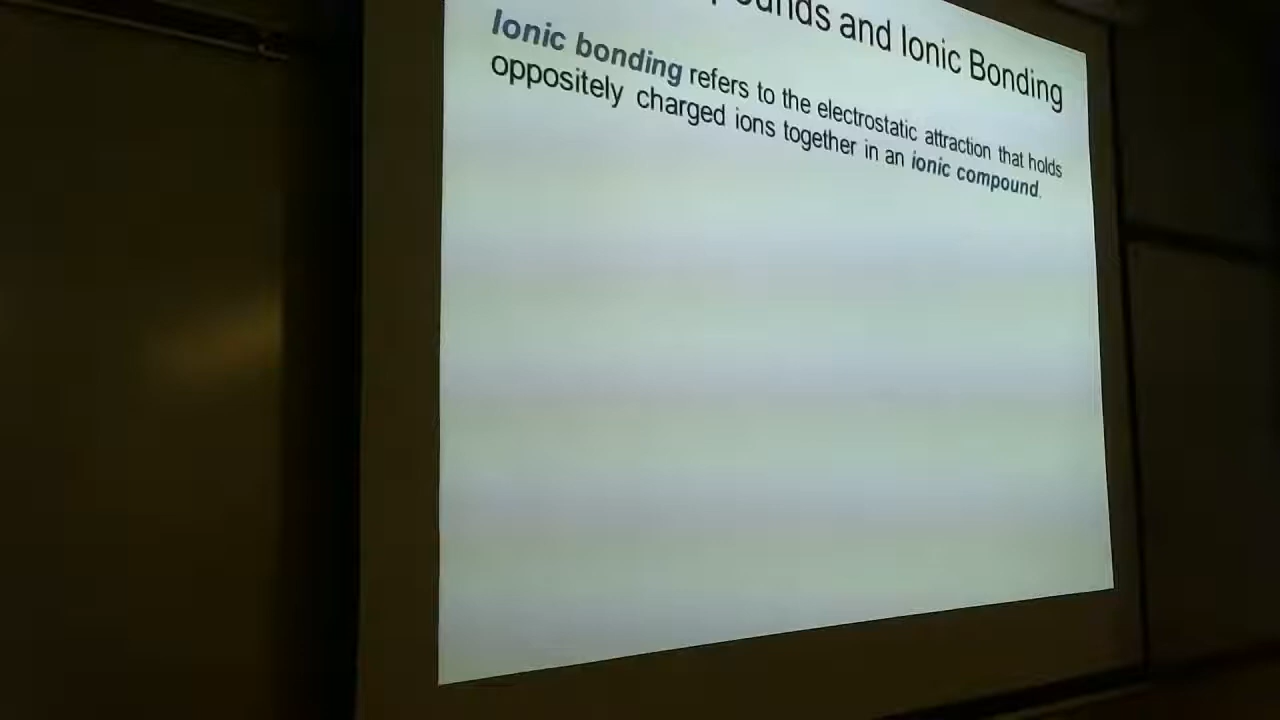 and Ionic Bonding
Ionic bonding refers to the electrostatic attraction that holds
oppositely charged ions together in an ionic compound.